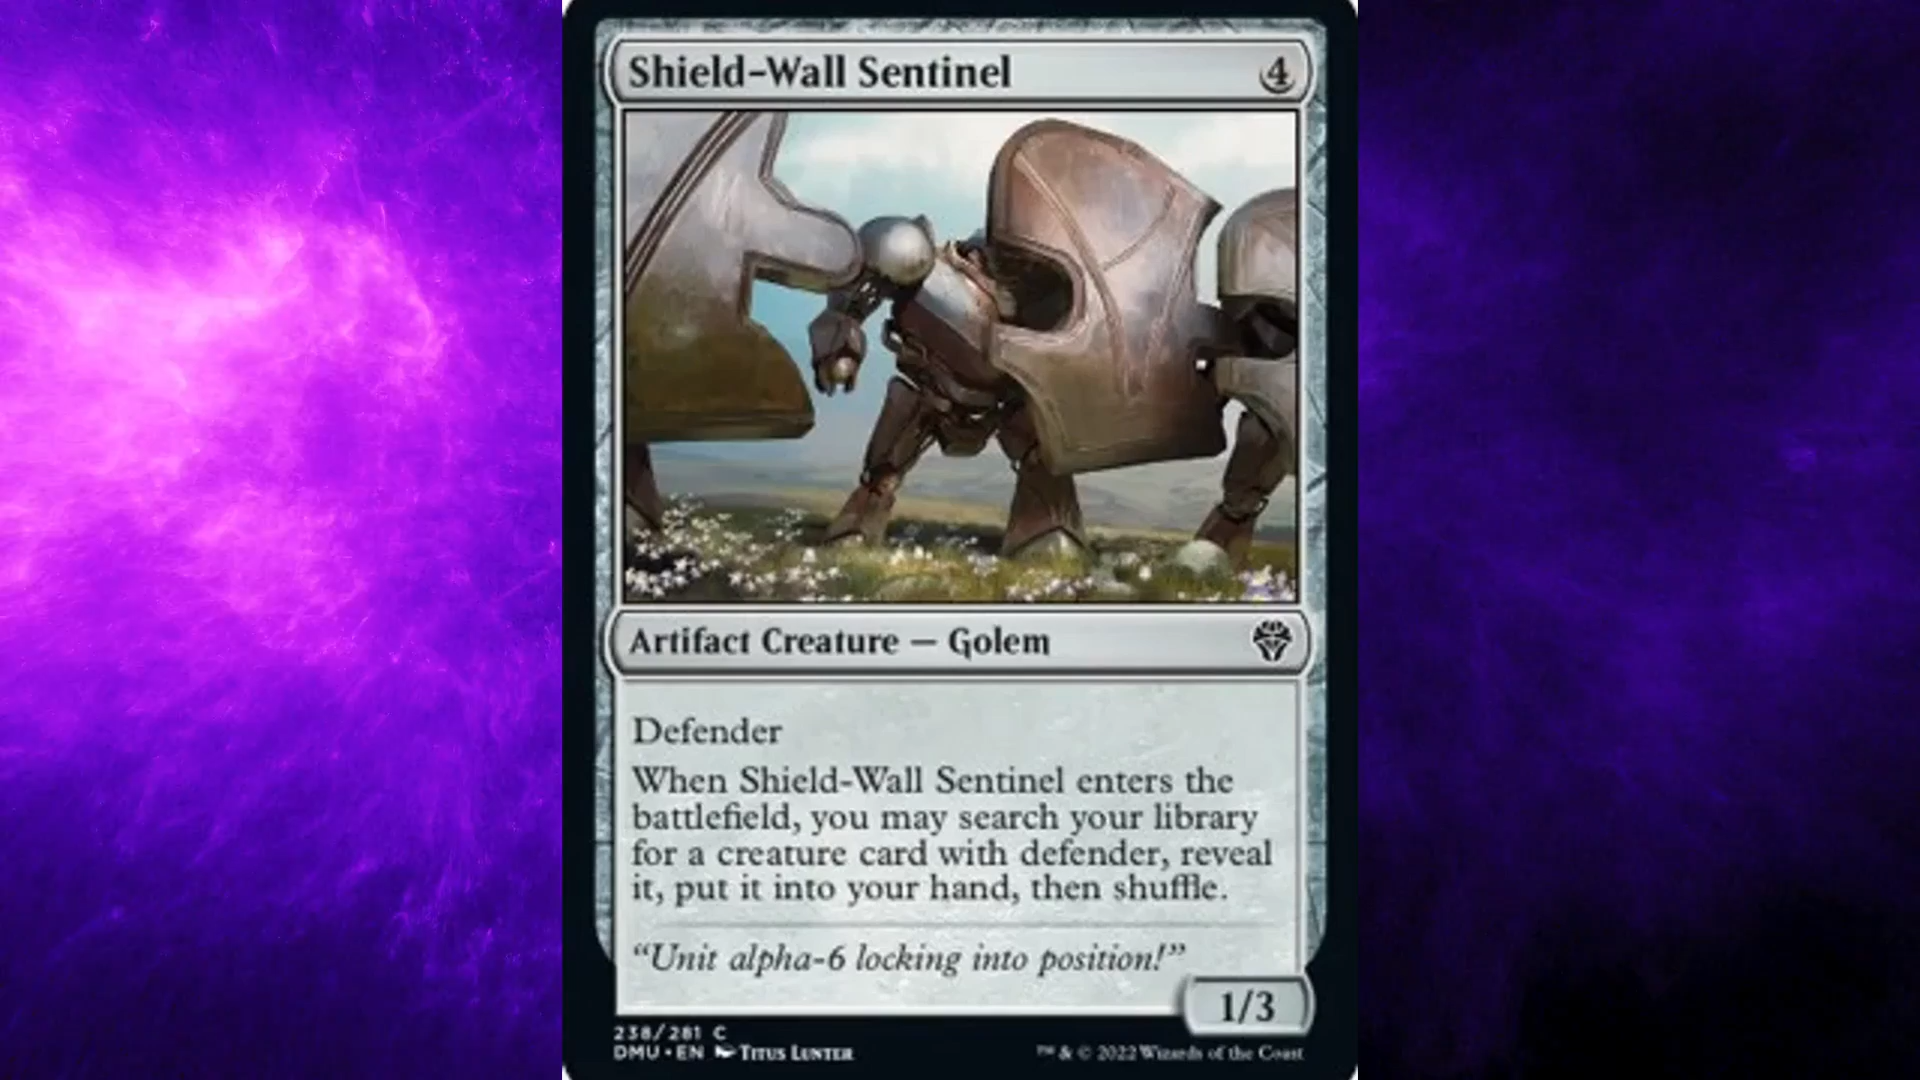 Shield-Wall Sentinel 4
Artifact Creature — Golem
Defender
When Shield-Wall Sentinel enters the
battlefield, you may search your library
for a creature card with defender, reveal
it, put it into your hand, then shuffle.
“Unit alpha-6 locking into position!”
1/3
238/281 C
DMU • EN Titus Lunter
™ & © 2022 Wizards of the Coast